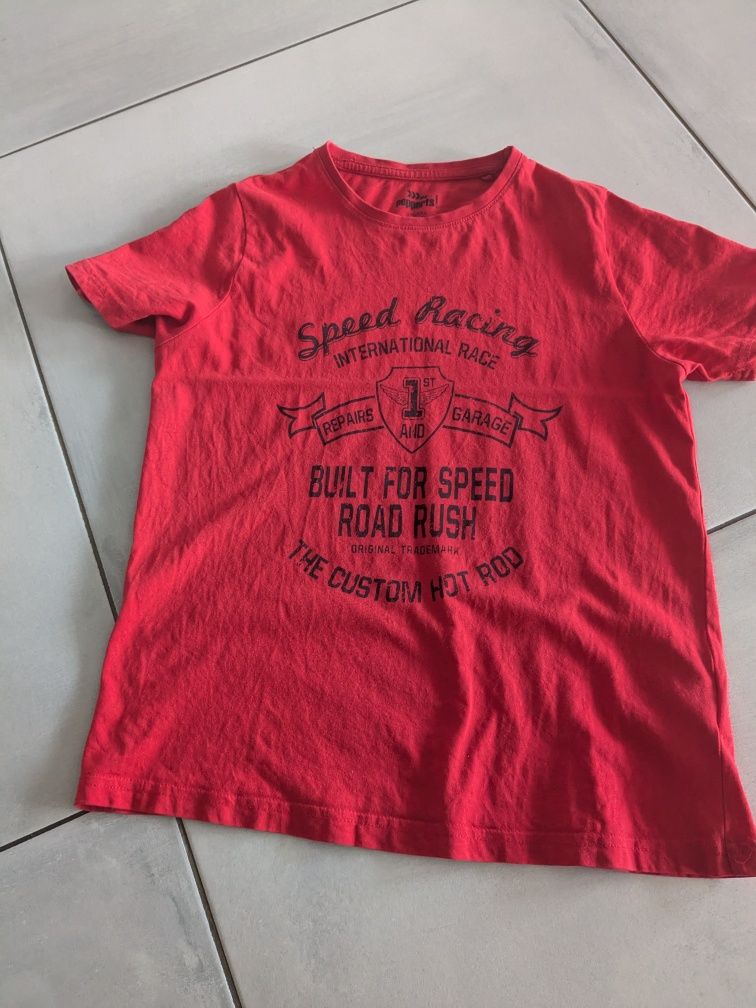 pepperts!
Speed Racing
INTERNATIONAL RACE
1ST
REPAIRS AND GARAGE
BUILT FOR SPEED
ROAD RUSH
ORIGINAL TRADEMARK
THE CUSTOM HOT ROD